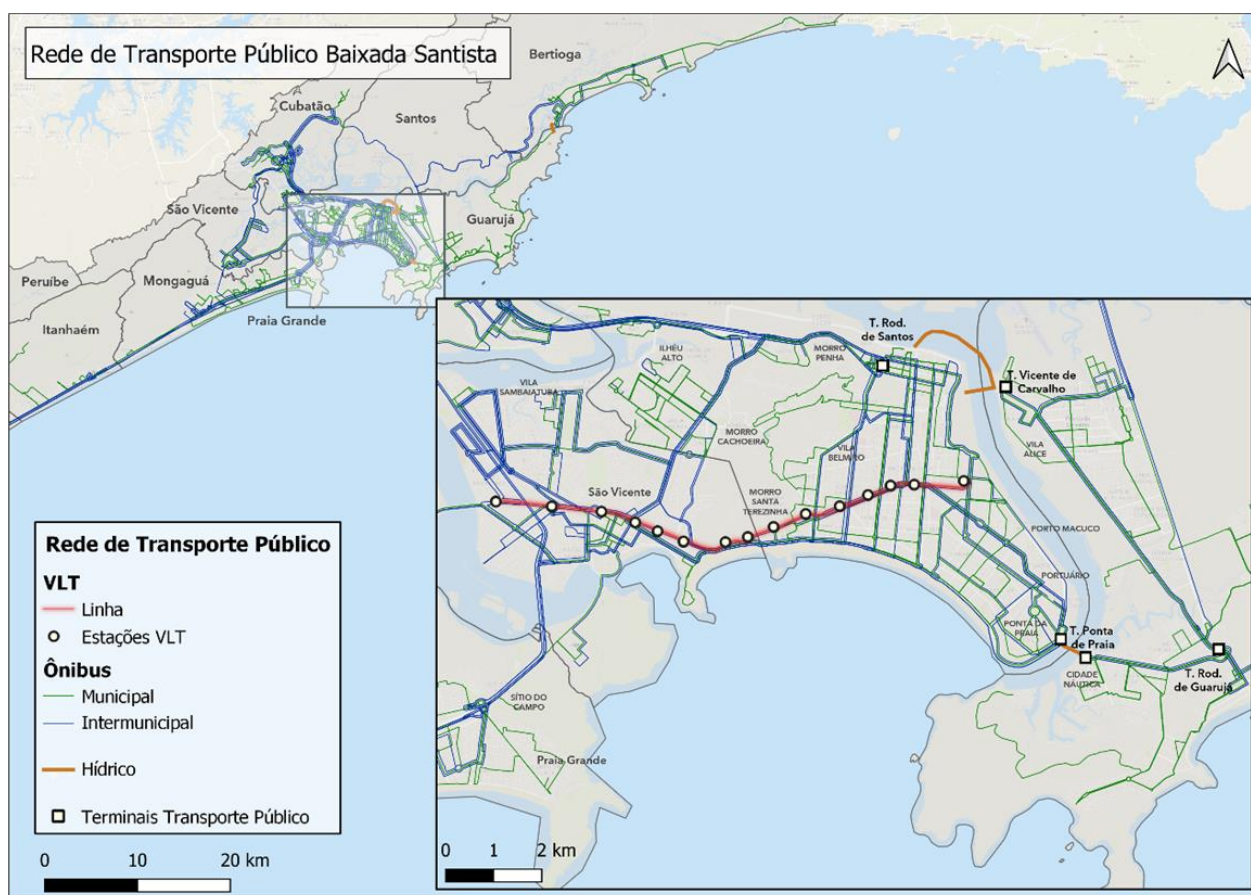 Rede de Transporte Público Baixada Santista
Bertioga
Cubatão
Santos
São Vicente
Guarujá
Peruíbe
Mongaguá
Itanhaém
Praia Grande
T. Rod.
de Santos
ILHÉU
ALTO
MORRO
PENHA
T. Vicente de
Carvalho
VILA
SAMBAIATUBA
MORRO
CACHOEIRA
VILA
BELMIRO
VILA
ALICE
São Vicente
MORRO
SANTA
TEREZINHA
PORTO MACUCO
PORTUÁRIO
PONTA DA
PRAIA
T. Ponta
de Praia
CIDADE
NÁUTICA
T. Rod.
de Guarujá
SÍTIO DO
CAMPO
Praia Grande
0 1 2 km
Rede de Transporte Público
VLT
Linha
Estações VLT
Ônibus
Municipal
Intermunicipal
Hídrico
Terminais Transporte Público
0 10 20 km